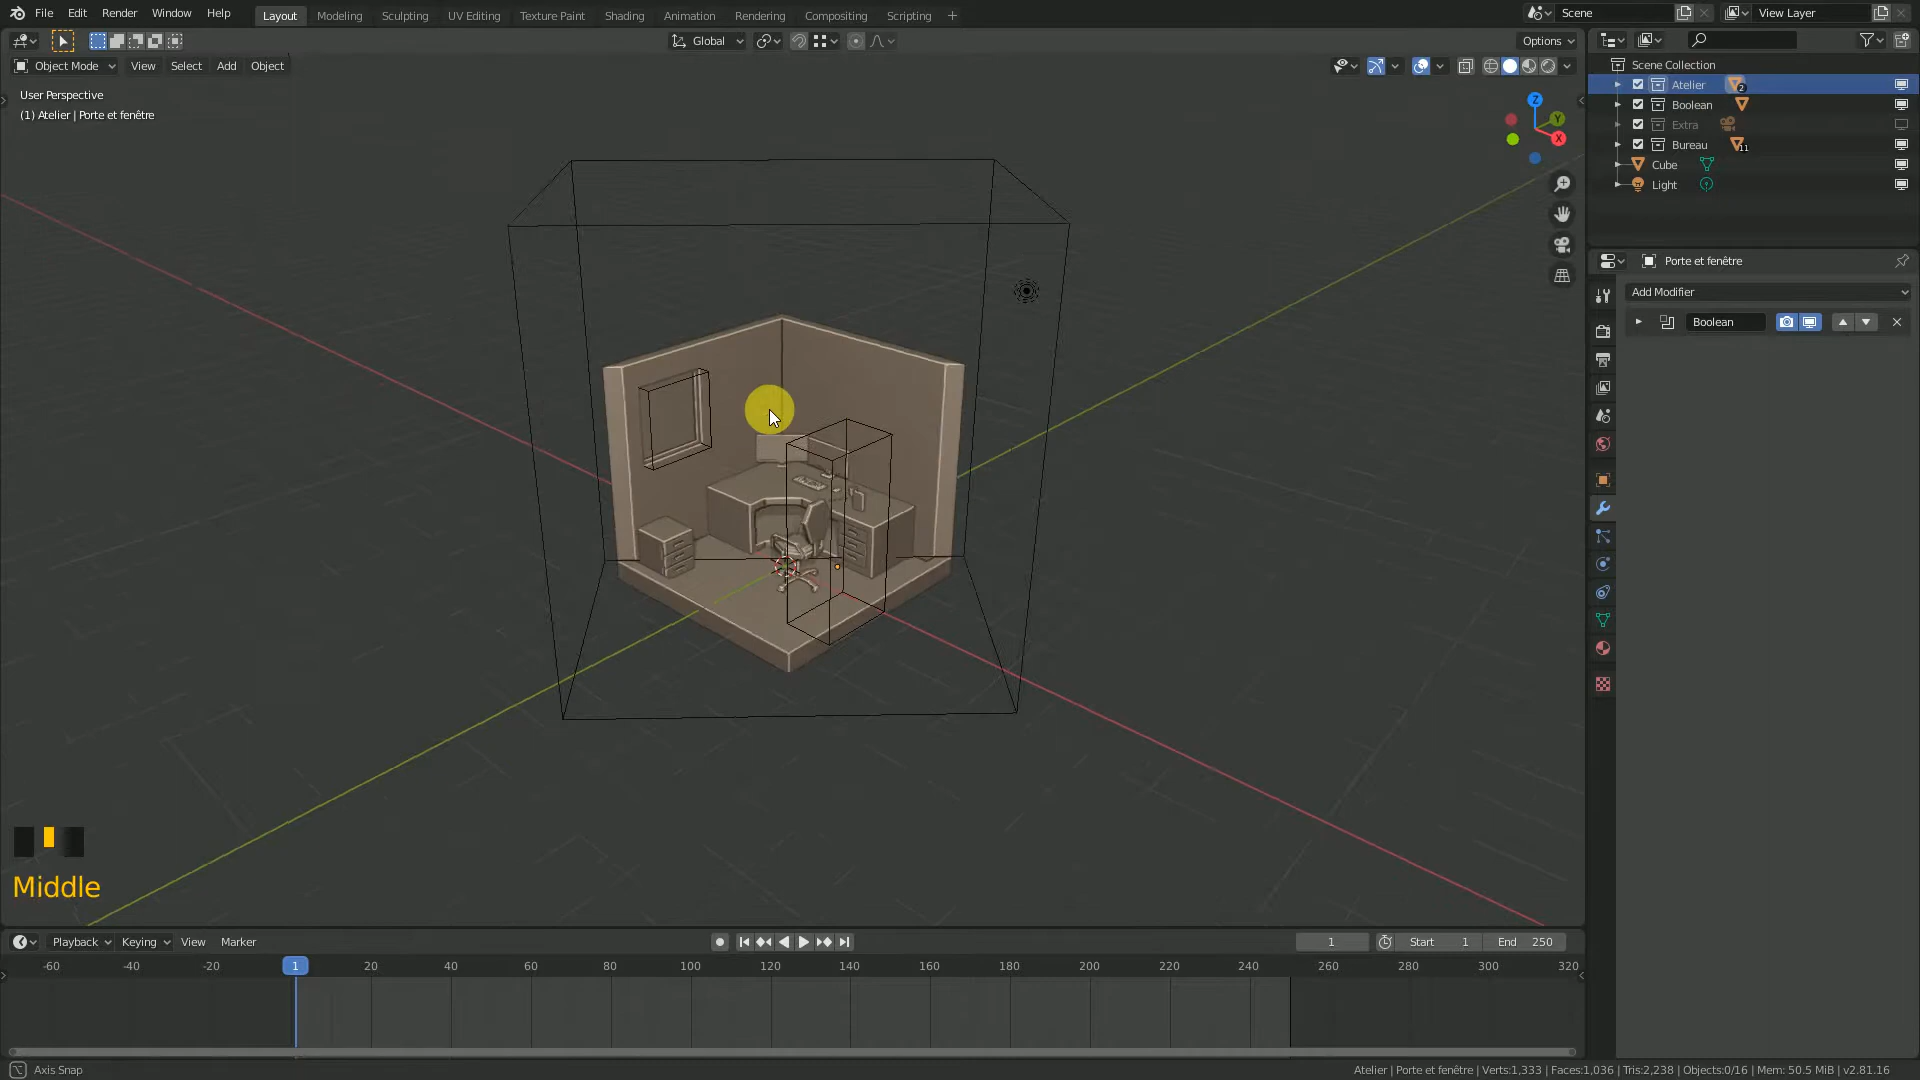 File Edit Render Window Help Layout Modeling Sculpting UV Editing Texture Paint Shading Animation Rendering Compositing Scripting + Scene View Layer
Global Options
Object Mode View Select Add Object
User Perspective
(1) Atelier | Porte et fenêtre
Z
Y
X
Scene Collection
Atelier 2
Boolean
Extra
Bureau 11
Cube
Light
Porte et fenêtre
Add Modifier
Boolean
Middle
Playback Keying View Marker 1 Start 1 End 250
-60 -40 -20 1 20 40 60 80 100 120 140 160 180 200 220 240 260 280 300 320
Axis Snap
Atelier | Porte et fenêtre | Verts:1,333 | Faces:1,036 | Tris:2,238 | Objects:0/16 | Mem: 50.5 MiB | v2.81.16